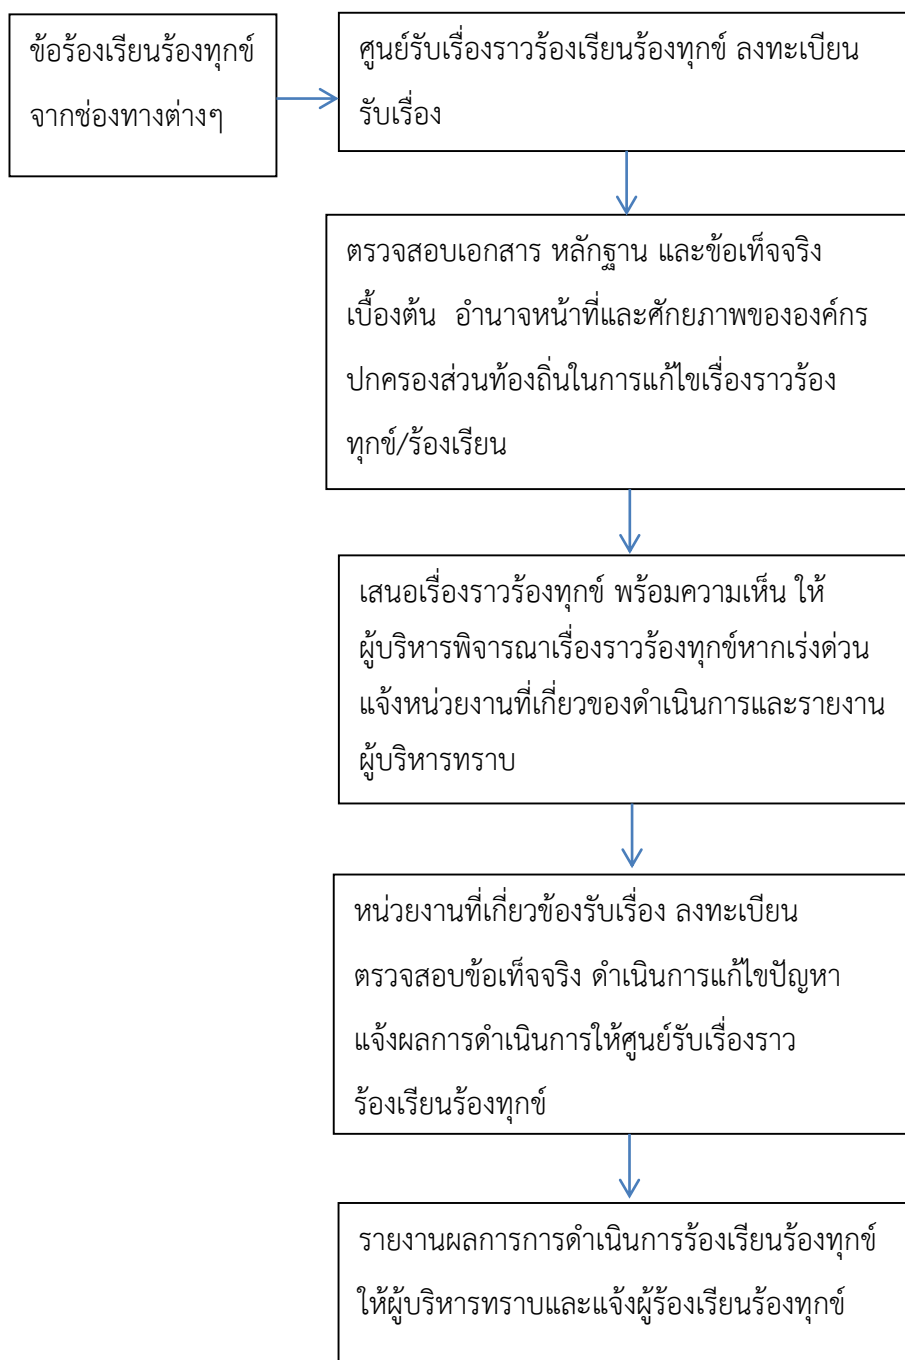 ข้อร้องเรียนร้องทุกข์
จากช่องทางต่างๆ
ศูนย์รับเรื่องราวร้องเรียนร้องทุกข์ ลงทะเบียน
รับเรื่อง
ตรวจสอบเอกสาร หลักฐาน และข้อเท็จจริง
เบื้องต้น อำนาจหน้าที่และศักยภาพขององค์กร
ปกครองส่วนท้องถิ่นในการแก้ไขเรื่องราวร้อง
ทุกข์/ร้องเรียน
เสนอเรื่องราวร้องทุกข์ พร้อมความเห็น ให้
ผู้บริหารพิจารณาเรื่องราวร้องทุกข์หากเร่งด่วน
แจ้งหน่วยงานที่เกี่ยวของดำเนินการและรายงาน
ผู้บริหารทราบ
หน่วยงานที่เกี่ยวข้องรับเรื่อง ลงทะเบียน
ตรวจสอบข้อเท็จจริง ดำเนินการแก้ไขปัญหา
แจ้งผลการดำเนินการให้ศูนย์รับเรื่องราว
ร้องเรียนร้องทุกข์
รายงานผลการการดำเนินการร้องเรียนร้องทุกข์
ให้ผู้บริหารทราบและแจ้งผู้ร้องเรียนร้องทุกข์